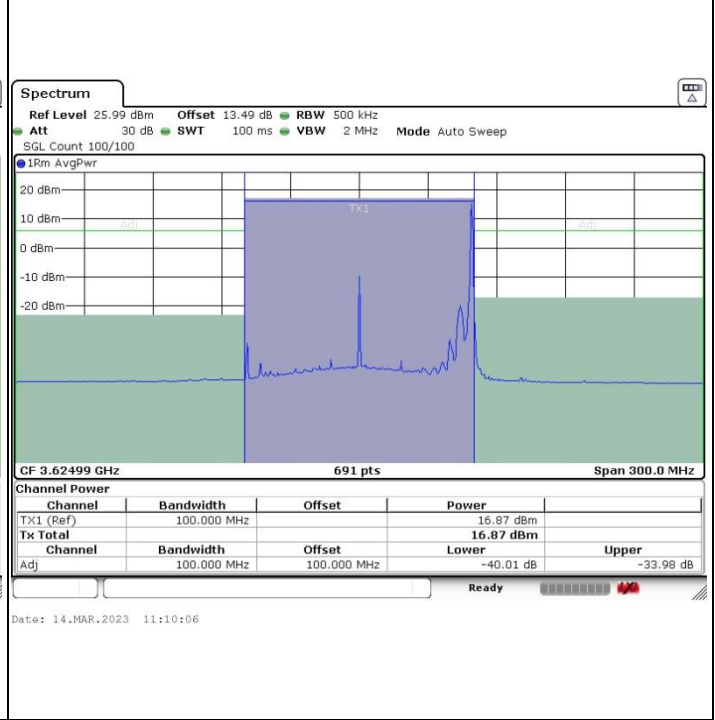 Spectrum
Ref Level 25.99 dBm Offset 13.49 dB RBW 500 kHz
Att 30 dB SWT 100 ms VBW 2 MHz Mode Auto Sweep
SGL Count 100/100
1Rm AvgPwr
20 dBm
TX1
10 dBm
Adj Adj
0 dBm
-10 dBm
-20 dBm
CF 3.62499 GHz 691 pts Span 300.0 MHz
Channel Power
Channel Bandwidth Offset Power
TX1 (Ref) 100.000 MHz 16.87 dBm
Tx Total 16.87 dBm
Channel Bandwidth Offset Lower Upper
Adj 100.000 MHz 100.000 MHz -40.01 dB -33.98 dB
Ready
Date: 14.MAR.2023 11:10:06